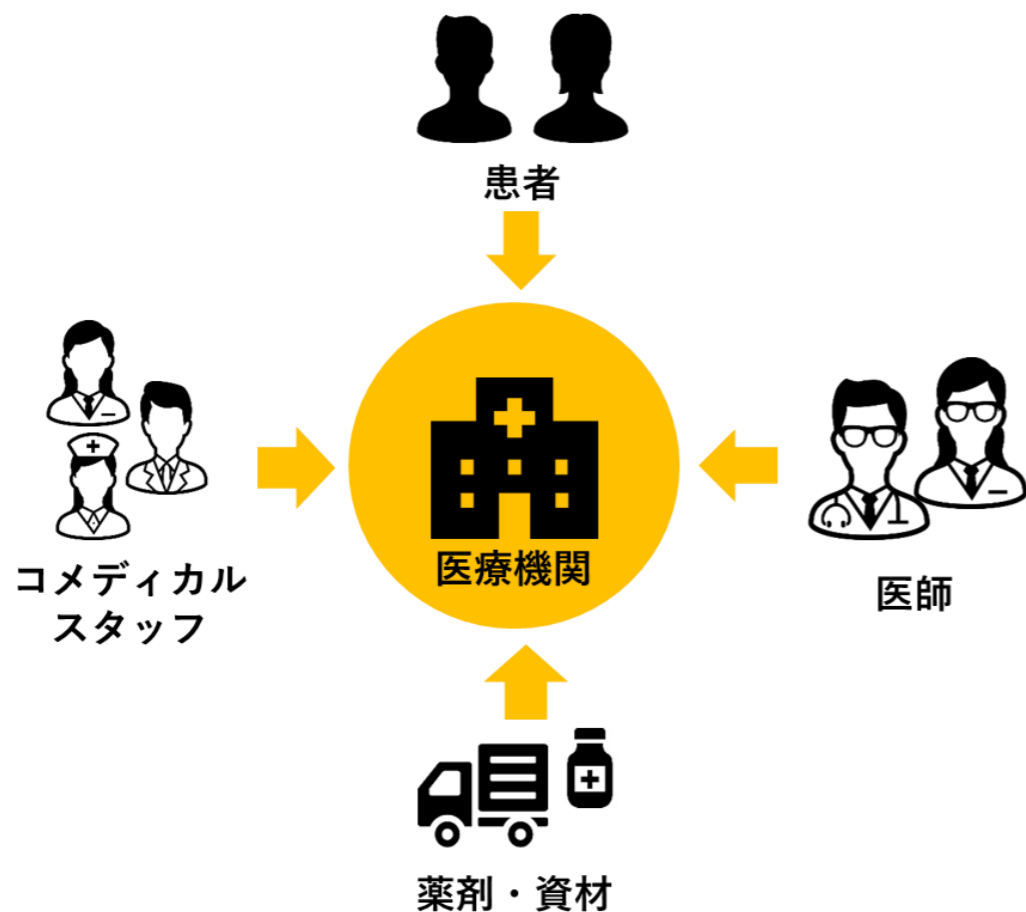 患者
コメディカル
スタッフ
医療機関
医師
薬剤・資材